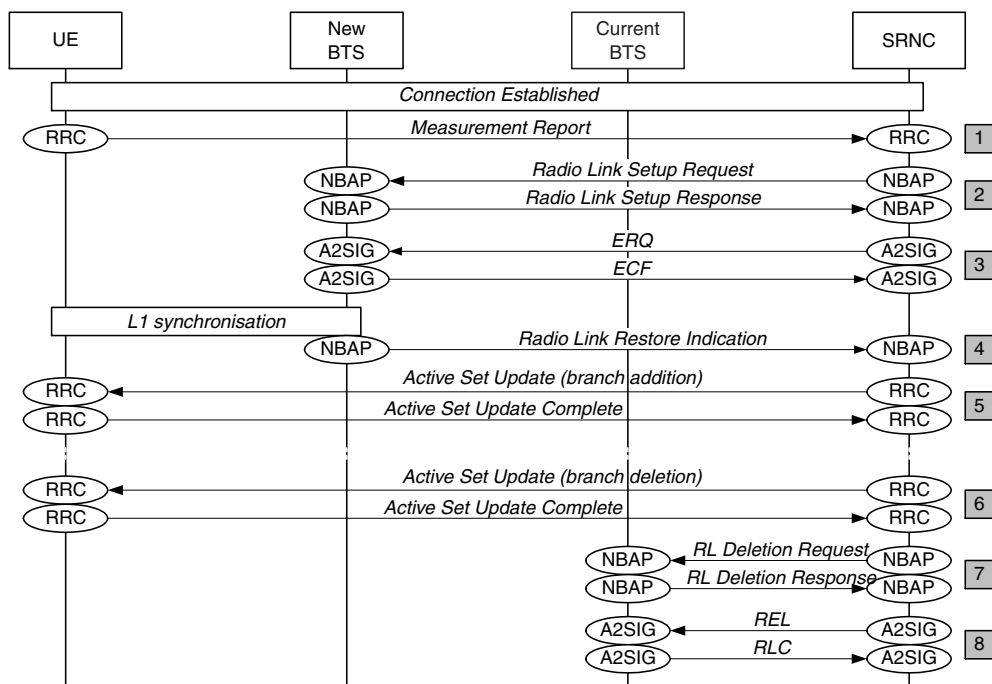 UE
New
BTS
Current
BTS
SRNC
Connection Established
RRC Measurement Report RRC 1
NBAP Radio Link Setup Request NBAP
NBAP Radio Link Setup Response NBAP
2
A2SIG ERQ A2SIG
A2SIG ECF A2SIG
3
L1 synchronisation
NBAP Radio Link Restore Indication NBAP 4
RRC Active Set Update (branch addition) RRC
RRC Active Set Update Complete RRC
5
RRC Active Set Update (branch deletion) RRC
RRC Active Set Update Complete RRC
6
NBAP RL Deletion Request NBAP
NBAP RL Deletion Response NBAP
7
A2SIG REL A2SIG
A2SIG RLC A2SIG
8